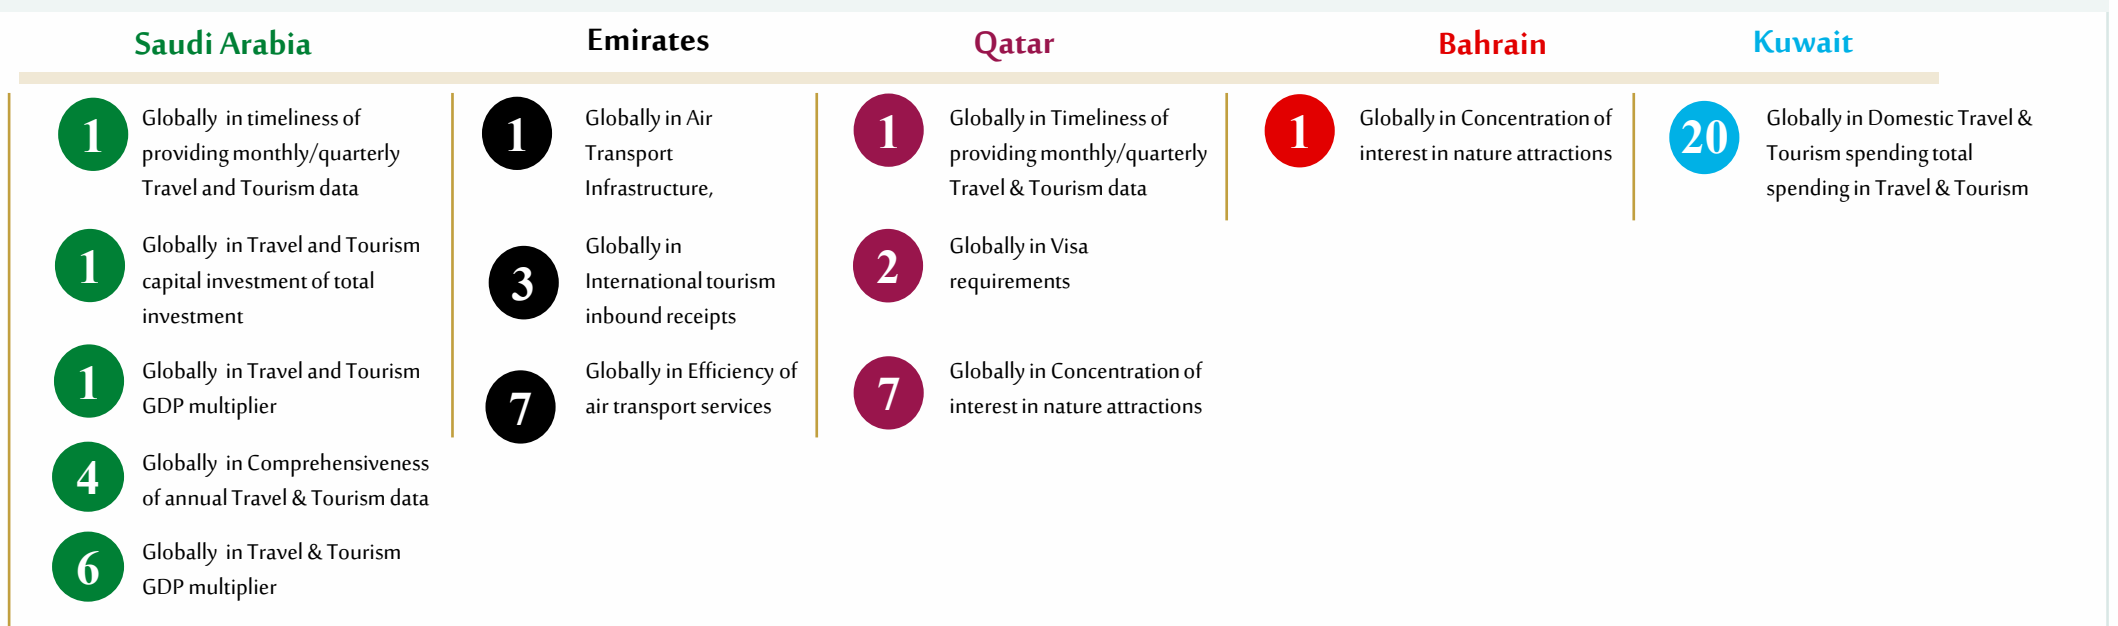 Saudi Arabia
1
Globally in timeliness of
providing monthly/quarterly
Travel and Tourism data
1
Globally in Travel and Tourism
capital investment of total
investment
1
Globally in Travel and Tourism
GDP multiplier
4
Globally in Comprehensiveness
of annual Travel & Tourism data
6
Globally in Travel & Tourism
GDP multiplier
Emirates
1
Globally in Air
Transport
Infrastructure,
3
Globally in
International tourism
inbound receipts
7
Globally in Efficiency of
air transport services
Qatar
1
Globally in Timeliness of
providing monthly/quarterly
Travel & Tourism data
2
Globally in Visa
requirements
7
Globally in Concentration of
interest in nature attractions
Bahrain
1
Globally in Concentration of
interest in nature attractions
Kuwait
20
Globally in Domestic Travel &
Tourism spending total
spending in Travel & Tourism